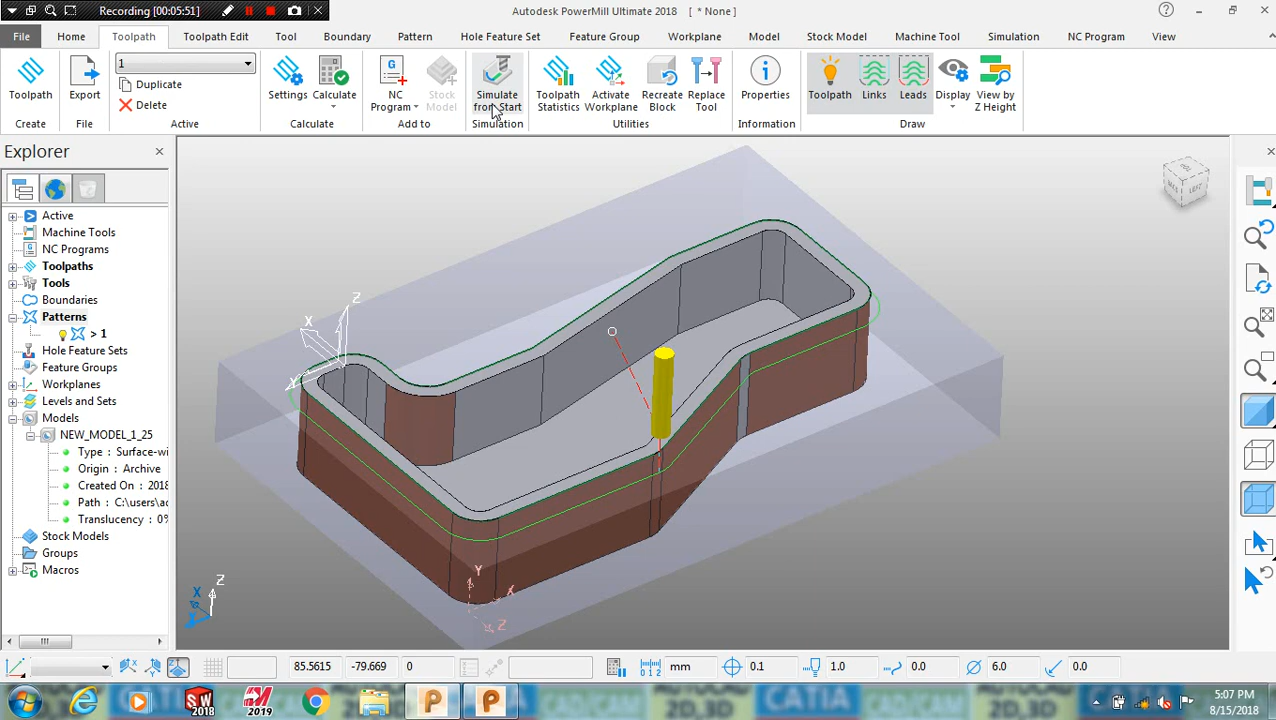 Recording [00:05:51]
Autodesk PowerMill Ultimate 2018 [ * None ]
File Home Toolpath Toolpath Edit Tool Boundary Pattern Hole Feature Set Feature Group Workplane Model Stock Model Machine Tool Simulation NC Program View
Toolpath
Create
Export
File
1
Duplicate
Delete
Active
Settings
Calculate
Calculate
NC Program
Stock Model
Add to
Simulate from Start
Simulation
Toolpath Statistics
Activate Workplane
Recreate Block
Replace Tool
Utilities
Properties
Information
Toolpath
Links
Leads
Display
View by Z Height
Draw
Explorer
Active
Machine Tools
NC Programs
Toolpaths
Tools
Boundaries
Patterns
> 1
Hole Feature Sets
Feature Groups
Workplanes
Levels and Sets
Models
NEW_MODEL_1_25
Type : Surface-wi
Origin : Archive
Created On : 2018
Path : C:\users\ac
Translucency : 0%
Stock Models
Groups
Macros
Z
X
Y
Y
X
Z
Z
X
Y
85.5615 -79.669 0 mm 0.1 1.0 0.0 6.0 0.0
SW
2018
2019
5:07 PM
8/15/2018